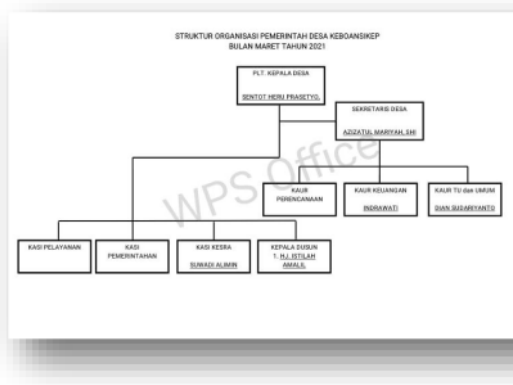 STRUKTUR ORGANISASI PEMERINTAH DESA KEBOANSIKEP
BULAN MARET TAHUN 2021
PLT. KEPALA DESA
SENTOT HERU PRASETYO,
SEKRETARIS DESA
AZIZATUL MARIYAH, SHI
WPS Office
KAUR
PERENCANAAN
KAUR KEUANGAN
INDRAWATI
KAUR TU dan UMUM
DIAN SUGARIYANTO
KASI PELAYANAN
KASI
PEMERINTAHAN
KASI KESRA
SUWADI ALIMIN
KEPALA DUSUN
1. HJ. ISTILAH
AMALIL